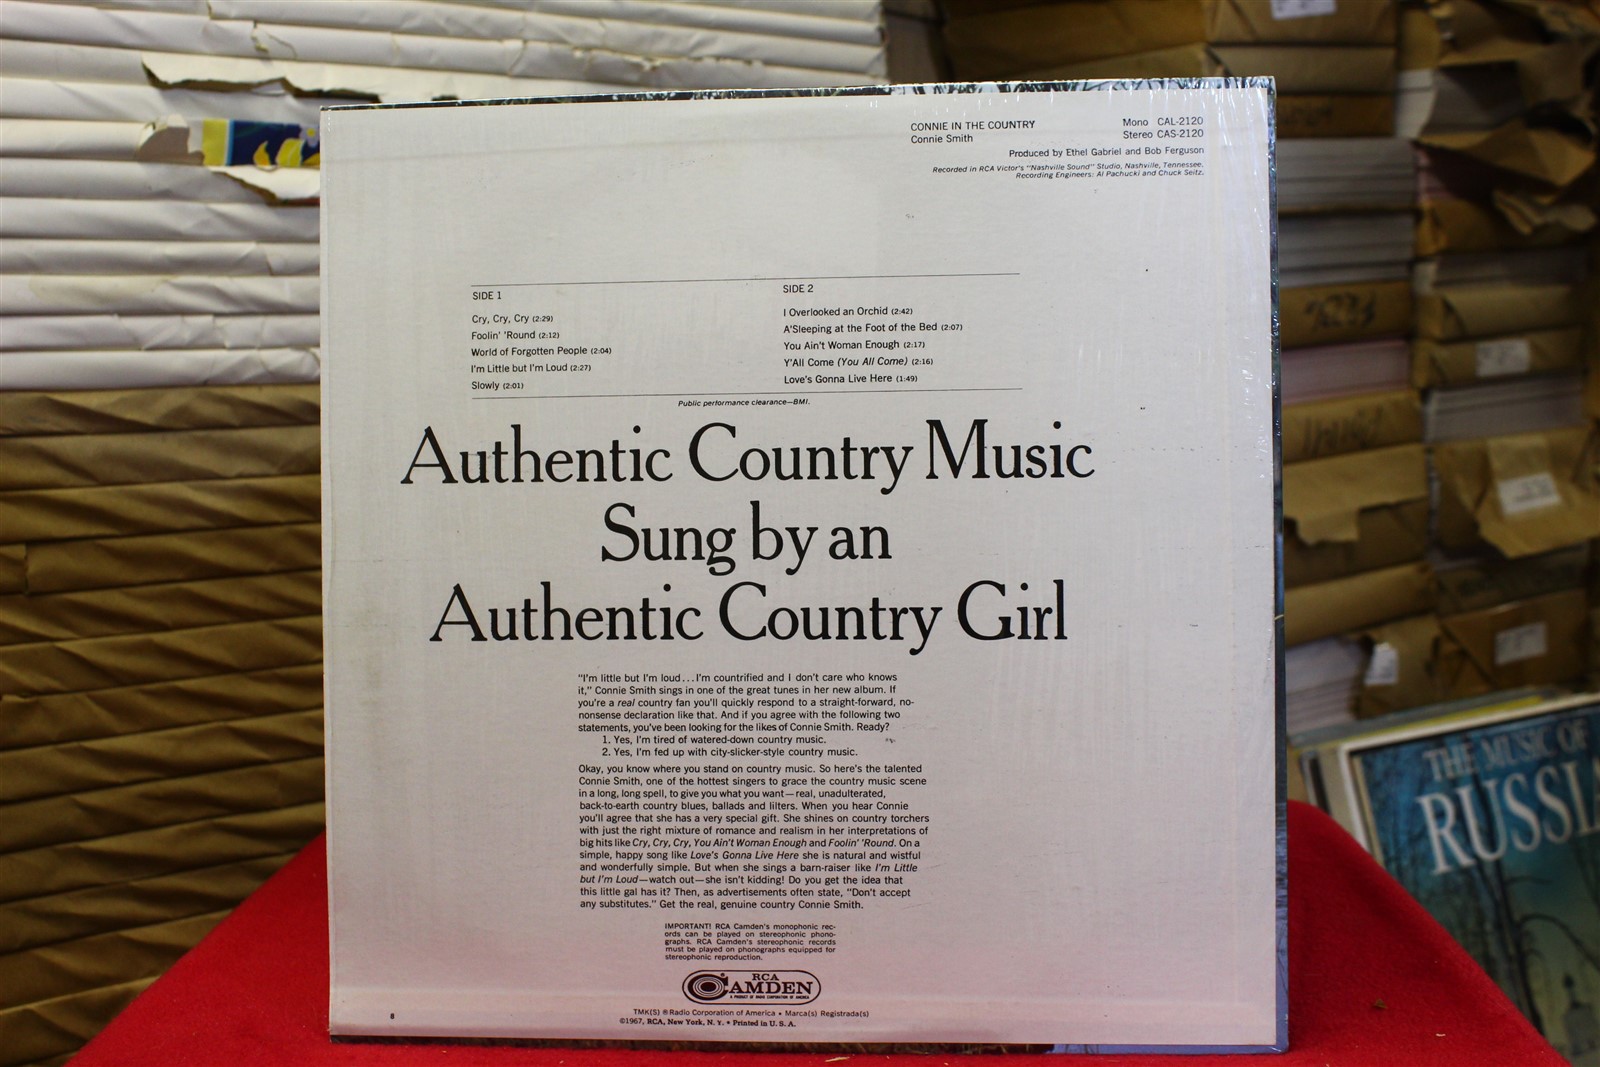 CONNIE IN THE COUNTRY
Connie Smith
Mono CAL-2120
Stereo CAS-2120
Produced by Ethel Gabriel and Bob Ferguson
Recorded in RCA Victor's "Nashville Sound" Studio, Nashville, Tennessee.
Recording Engineers: Al Pachucki and Chuck Seitz.
SIDE 1
Cry, Cry, Cry (2:29)
Foolin' 'Round (2:12)
World of Forgotten People (2:04)
I'm Little but I'm Loud (2:27)
Slowly (2:01)
SIDE 2
I Overlooked an Orchid (2:42)
A'Sleeping at the Foot of the Bed (2:07)
You Ain't Woman Enough (2:17)
Y'All Come (You All Come) (2:16)
Love's Gonna Live Here (1:49)
Public performance clearance—BMI.
Authentic Country Music
Sung by an
Authentic Country Girl
"I'm little but I'm loud...I'm countrified and I don't care who knows
it," Connie Smith sings in one of the great tunes in her new album. If
you're a real country fan you'll quickly respond to a straight-forward, no-
nonsense declaration like that. And if you agree with the following two
statements, you've been looking for the likes of Connie Smith. Ready?
1. Yes, I'm tired of watered-down country music.
2. Yes, I'm fed up with city-slicker-style country music.
Okay, you know where you stand on country music. So here's the talented
Connie Smith, one of the hottest singers to grace the country music scene
in a long, long spell, to give you what you want—real, unadulterated,
back-to-earth country blues, ballads and lilters. When you hear Connie
you'll agree that she has a very special gift. She shines on country torchers
with just the right mixture of romance and realism in her interpretations of
big hits like Cry, Cry, Cry, You Ain't Woman Enough and Foolin' 'Round. On a
simple, happy song like Love's Gonna Live Here she is natural and wistful
and wonderfully simple. But when she sings a barn-raiser like I'm Little
but I'm Loud—watch out—she isn't kidding! Do you get the idea that
this little gal has it? Then, as advertisements often state, "Don't accept
any substitutes." Get the real, genuine country Connie Smith.
IMPORTANT! RCA Camden's monophonic rec-
ords can be played on stereophonic phono-
graphs. RCA Camden's stereophonic records
must be played on phonographs equipped for
stereophonic reproduction.
RCA
CAMDEN
A PRODUCT OF RADIO CORPORATION OF AMERICA
TMK(S) ® Radio Corporation of America • Marca(s) Registrada(s)
©1967, RCA, New York, N. Y. • Printed in U. S. A.
8
THE MUSIC OF
RUSSIA